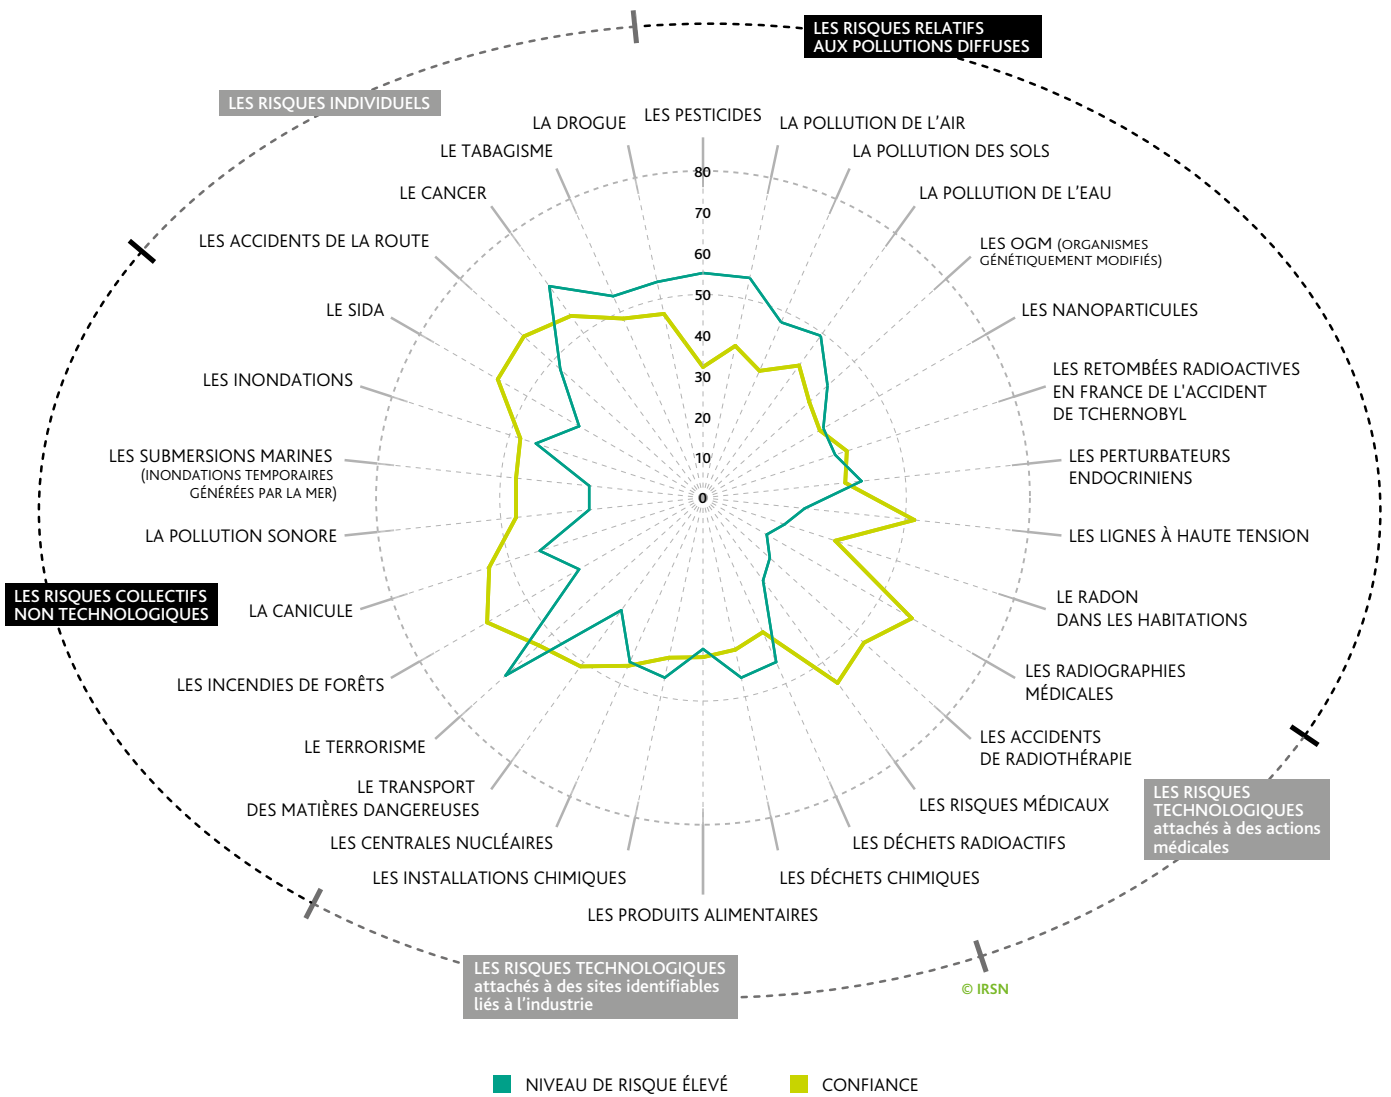 LES RISQUES RELATIFS
AUX POLLUTIONS DIFFUSES
LES RISQUES INDIVIDUELS
LES PESTICIDES
LA POLLUTION DE L’AIR
LA POLLUTION DES SOLS
LA POLLUTION DE L’EAU
LES OGM (ORGANISMES
GÉNÉTIQUEMENT MODIFIÉS)
LES NANOPARTICULES
LES RETOMBÉES RADIOACTIVES
EN FRANCE DE L'ACCIDENT
DE TCHERNOBYL
LES PERTURBATEURS
ENDOCRINIENS
LES LIGNES À HAUTE TENSION
LE RADON
DANS LES HABITATIONS
LES RADIOGRAPHIES
MÉDICALES
LES ACCIDENTS
DE RADIOTHÉRAPIE
LES RISQUES MÉDICAUX
LES DÉCHETS RADIOACTIFS
LES DÉCHETS CHIMIQUES
LES PRODUITS ALIMENTAIRES
LES INSTALLATIONS CHIMIQUES
LES CENTRALES NUCLÉAIRES
LE TRANSPORT
DES MATIÈRES DANGEREUSES
LE TERRORISME
LES INCENDIES DE FORÊTS
LA CANICULE
LA POLLUTION SONORE
LES SUBMERSIONS MARINES
(INONDATIONS TEMPORAIRES
GÉNÉRÉES PAR LA MER)
LES INONDATIONS
LE SIDA
LES ACCIDENTS DE LA ROUTE
LE CANCER
LE TABAGISME
LA DROGUE
80
70
60
50
40
30
20
10
0
LES RISQUES COLLECTIFS
NON TECHNOLOGIQUES
LES RISQUES
TECHNOLOGIQUES
attachés à des actions
médicales
LES RISQUES TECHNOLOGIQUES
attachés à des sites identifiables
liés à l’industrie
© IRSN
NIVEAU DE RISQUE ÉLEVÉ
CONFIANCE